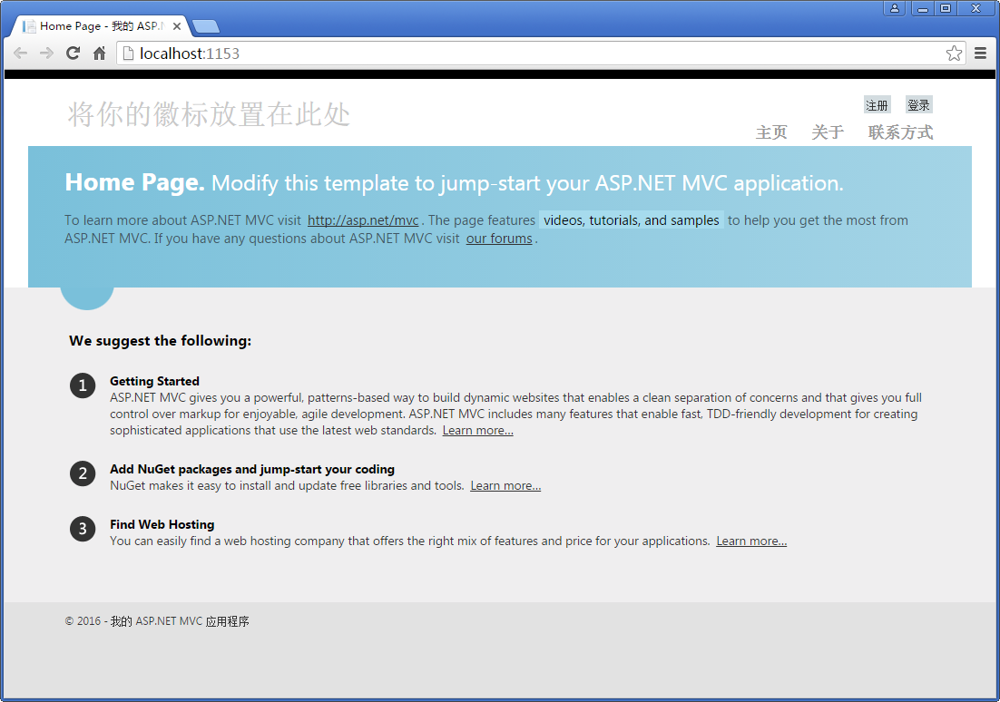 Home Page - 我的 ASP.N
localhost:1153
注册 登录
将你的徽标放置在此处
主页 关于 联系方式
Home Page. Modify this template to jump-start your ASP.NET MVC application.
To learn more about ASP.NET MVC visit http://asp.net/mvc. The page features videos, tutorials, and samples to help you get the most from
ASP.NET MVC. If you have any questions about ASP.NET MVC visit our forums.
We suggest the following:
1 Getting Started
ASP.NET MVC gives you a powerful, patterns-based way to build dynamic websites that enables a clean separation of concerns and that gives you full
control over markup for enjoyable, agile development. ASP.NET MVC includes many features that enable fast, TDD-friendly development for creating
sophisticated applications that use the latest web standards. Learn more…
2 Add NuGet packages and jump-start your coding
NuGet makes it easy to install and update free libraries and tools. Learn more…
3 Find Web Hosting
You can easily find a web hosting company that offers the right mix of features and price for your applications. Learn more…
© 2016 - 我的 ASP.NET MVC 应用程序